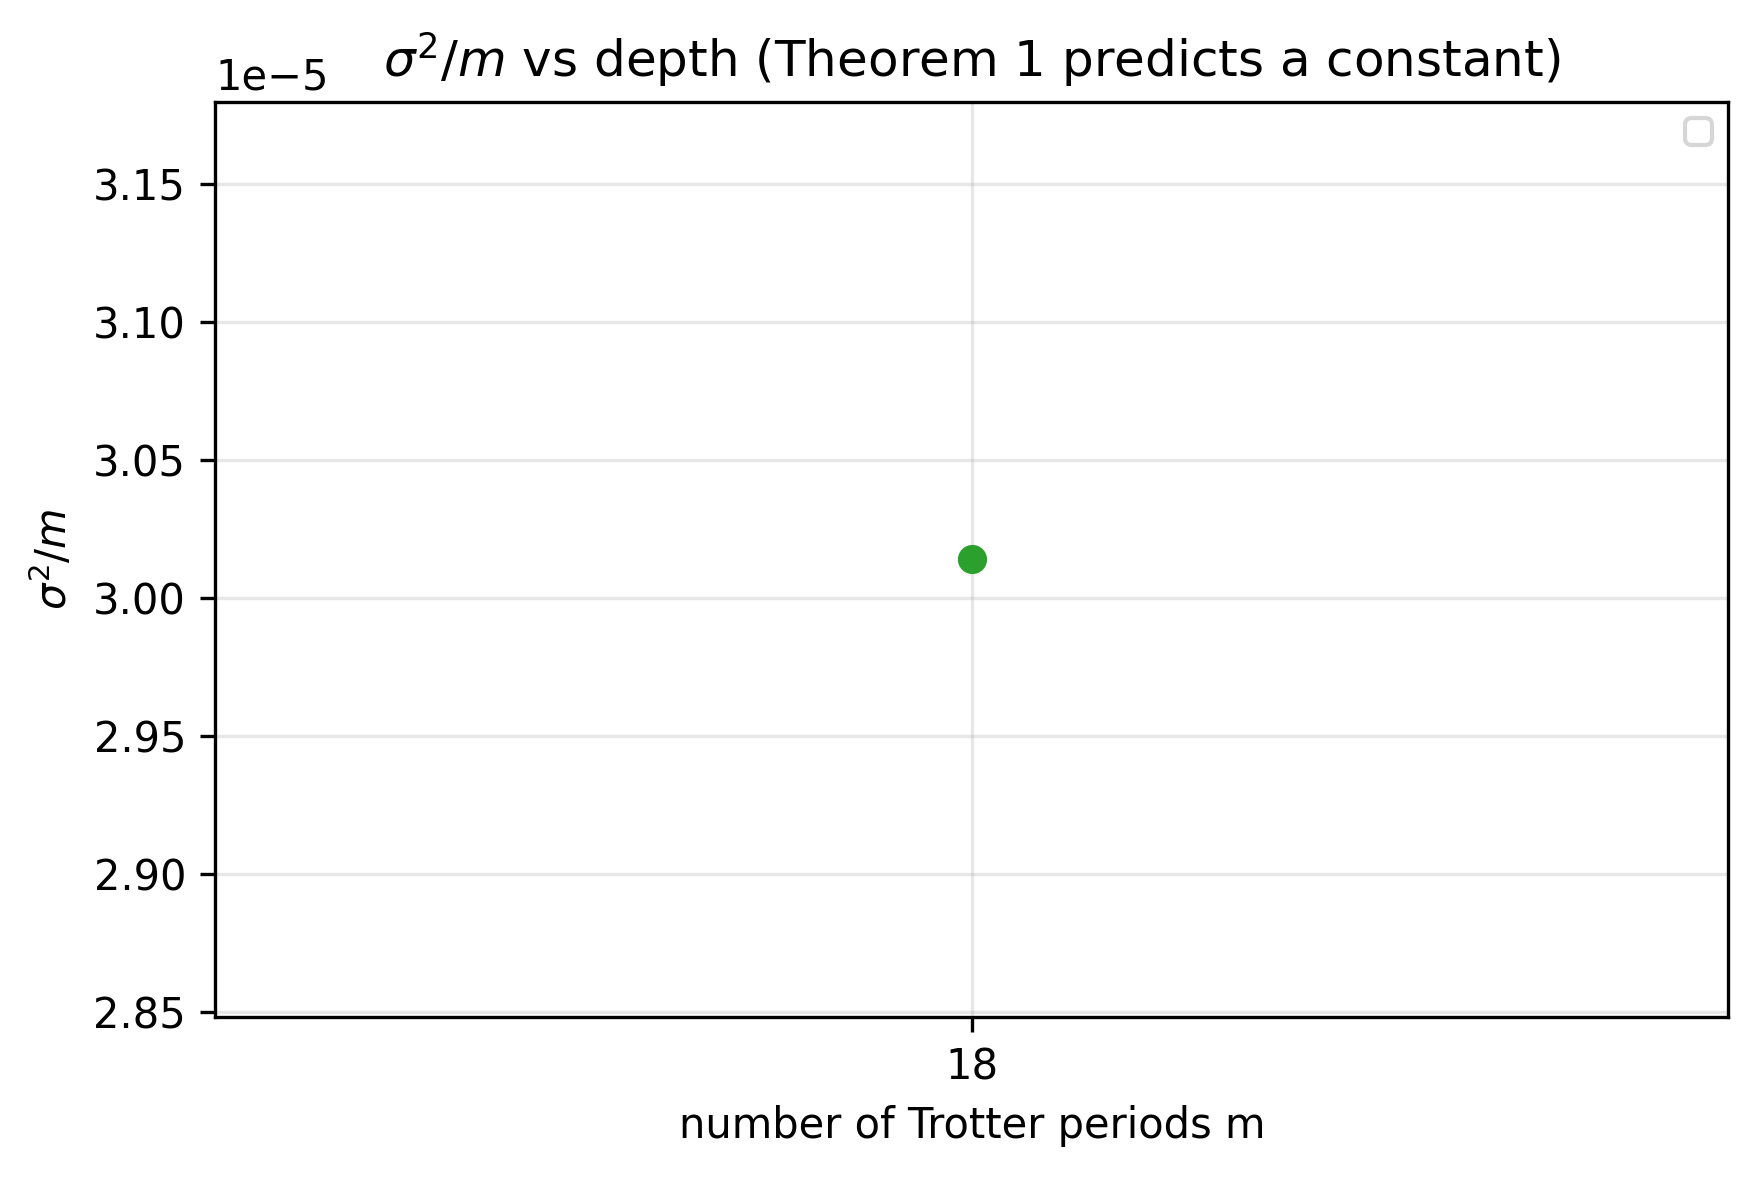 σ²/m vs depth (Theorem 1 predicts a constant)
1e−5
3.15
3.10
3.05
3.00
2.95
2.90
2.85
σ²/m
18
number of Trotter periods m